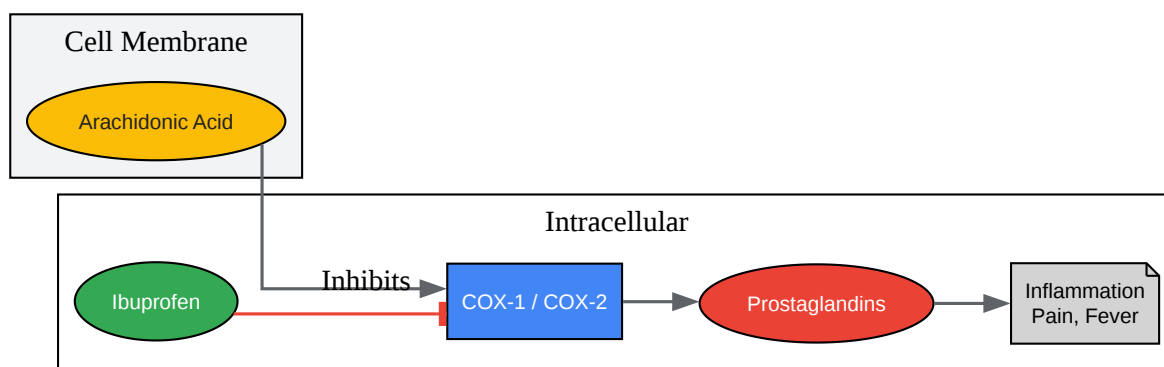 Cell Membrane
Arachidonic Acid
Intracellular
Inhibits
Ibuprofen
COX-1 / COX-2
Prostaglandins
Inflammation
Pain, Fever